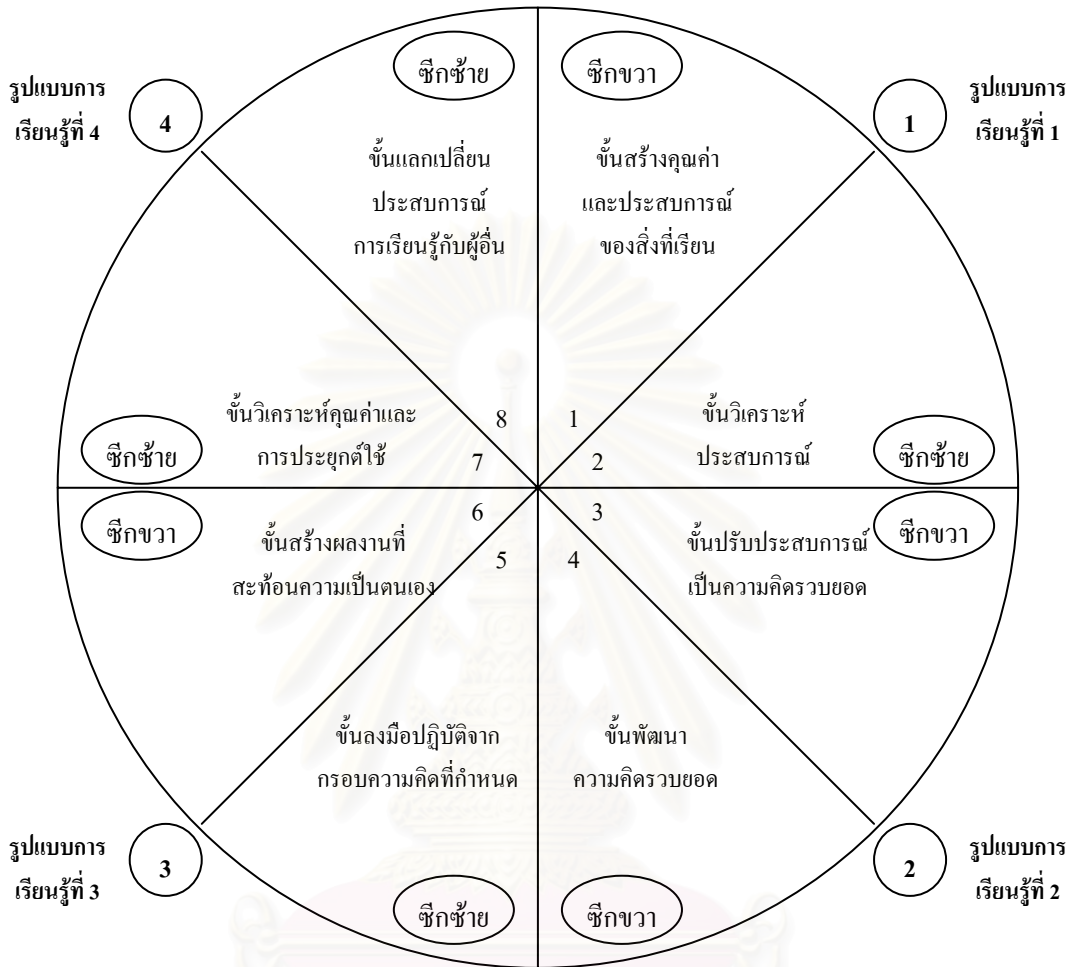 ซีกซ้าย
ซีกขวา
รูปแบบการ
เรียนรู้ที่ 4
4
1
รูปแบบการ
เรียนรู้ที่ 1
ขั้นแลกเปลี่ยน
ประสบการณ์
การเรียนรู้กับผู้อื่น
ขั้นสร้างคุณค่า
และประสบการณ์
ของสิ่งที่เรียน
ขั้นวิเคราะห์คุณค่าและ
การประยุกต์ใช้
8
7
1
2
ขั้นวิเคราะห์
ประสบการณ์
ซีกซ้าย
ซีกซ้าย
ซีกขวา
ซีกขวา
ขั้นสร้างผลงานที่
สะท้อนความเป็นตนเอง
6
5
3
4
ขั้นปรับประสบการณ์
เป็นความคิดรวบยอด
ขั้นลงมือปฏิบัติจาก
กรอบความคิดที่กำหนด
ขั้นพัฒนา
ความคิดรวบยอด
รูปแบบการ
เรียนรู้ที่ 3
3
2
รูปแบบการ
เรียนรู้ที่ 2
ซีกซ้าย
ซีกขวา